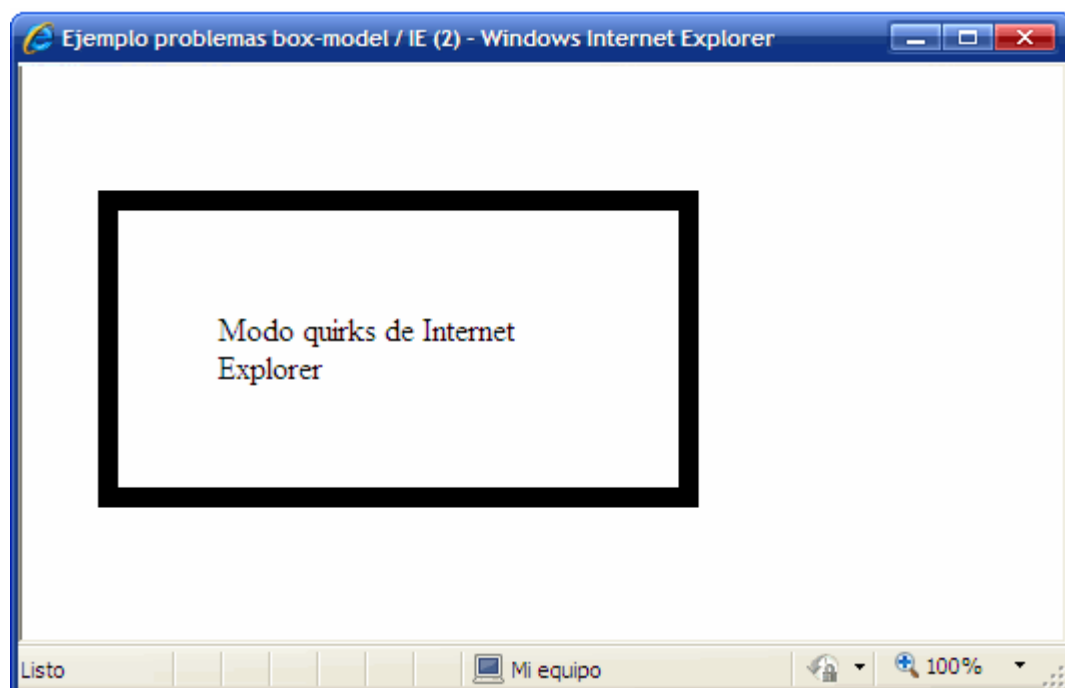 Ejemplo problemas box-model / IE (2) - Windows Internet Explorer
Modo quirks de Internet
Explorer
Listo
Mi equipo
100%